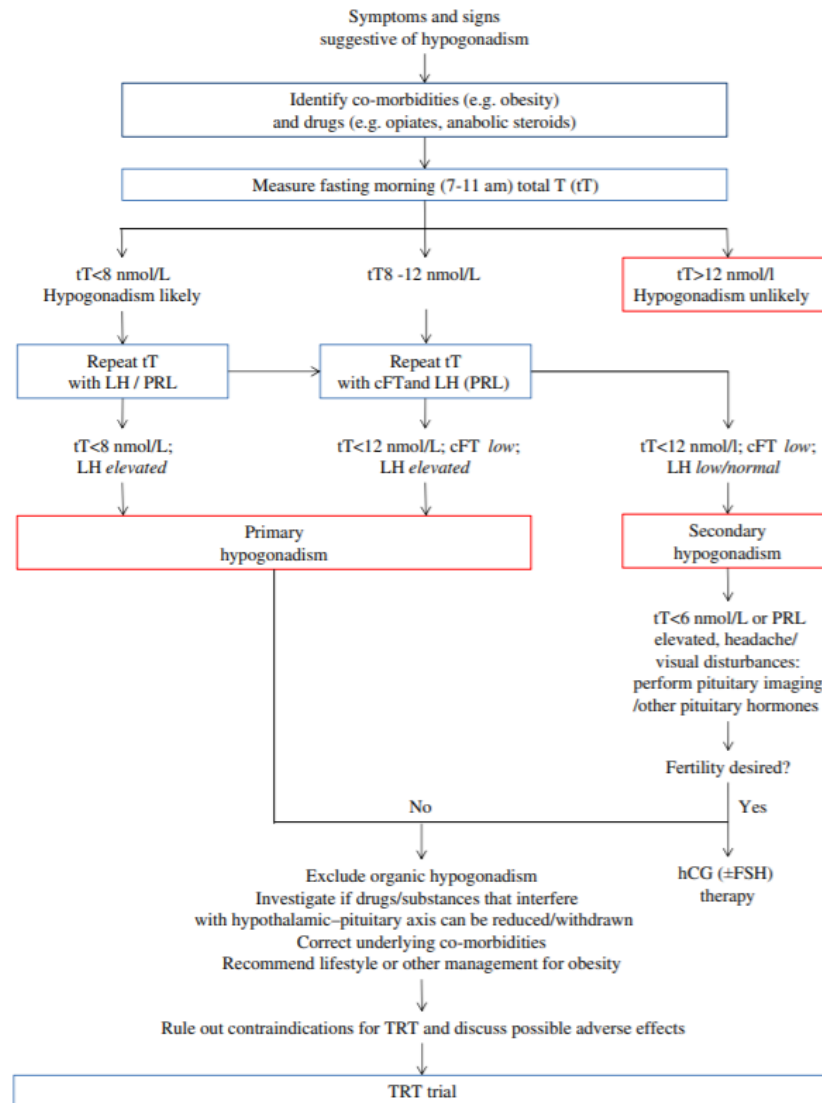 Symptoms and signs
suggestive of hypogonadism
Identify co-morbidities (e.g. obesity)
and drugs (e.g. opiates, anabolic steroids)
Measure fasting morning (7-11 am) total T (tT)
tT<8 nmol/L
Hypogonadism likely
tT8 -12 nmol/L
tT>12 nmol/l
Hypogonadism unlikely
Repeat tT
with LH / PRL
Repeat tT
with cFTand LH (PRL)
tT<8 nmol/L;
LH elevated
tT<12 nmol/L; cFT low;
LH elevated
tT<12 nmol/l; cFT low;
LH low/normal
Primary
hypogonadism
Secondary
hypogonadism
tT<6 nmol/L or PRL
elevated, headache/
visual disturbances:
perform pituitary imaging
/other pituitary hormones
Fertility desired?
No
Yes
Exclude organic hypogonadism
Investigate if drugs/substances that interfere
with hypothalamic–pituitary axis can be reduced/withdrawn
Correct underlying co-morbidities
Recommend lifestyle or other management for obesity
hCG (±FSH)
therapy
Rule out contraindications for TRT and discuss possible adverse effects
TRT trial